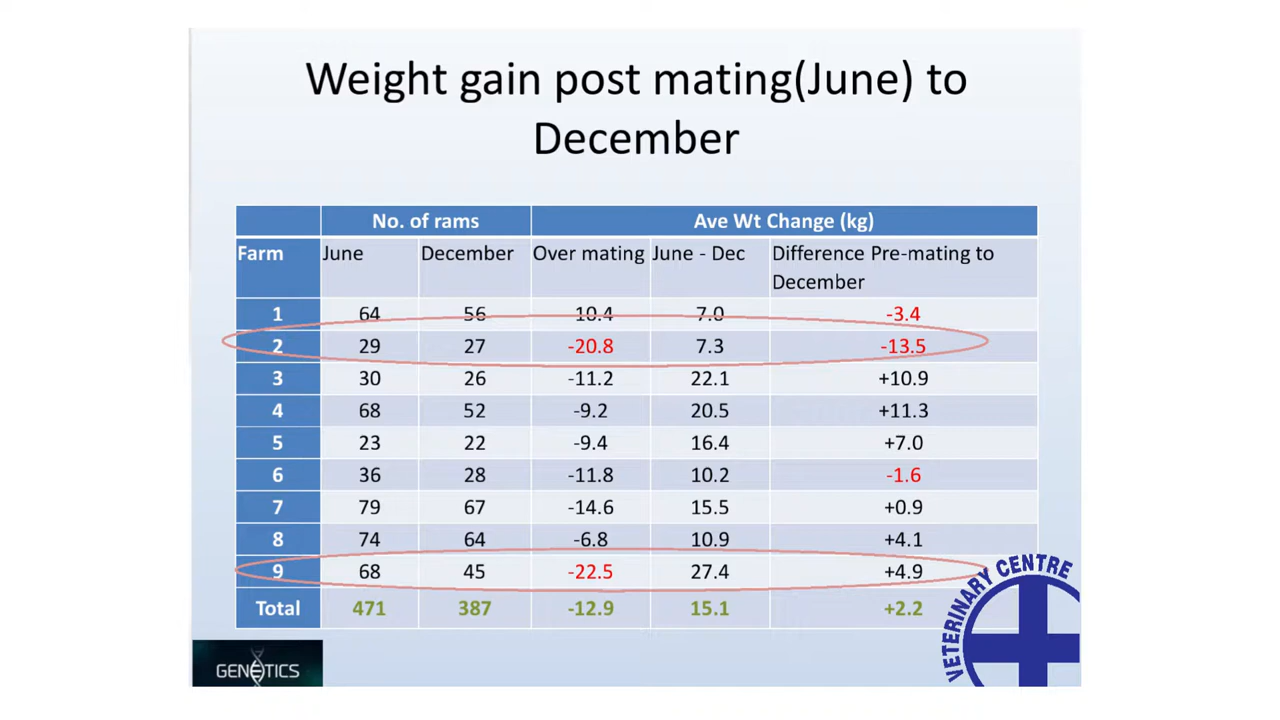 Weight gain post mating(June) to
December
No. of rams Ave Wt Change (kg)
Farm June December Over mating June - Dec Difference Pre-mating to
December
1 64 56 -10.4 7.0 -3.4
2 29 27 -20.8 7.3 -13.5
3 30 26 -11.2 22.1 +10.9
4 68 52 -9.2 20.5 +11.3
5 23 22 -9.4 16.4 +7.0
6 36 28 -11.8 10.2 -1.6
7 79 67 -14.6 15.5 +0.9
8 74 64 -6.8 10.9 +4.1
9 68 45 -22.5 27.4 +4.9
Total 471 387 -12.9 15.1 +2.2
VETERINARY CENTRE
GENETICS